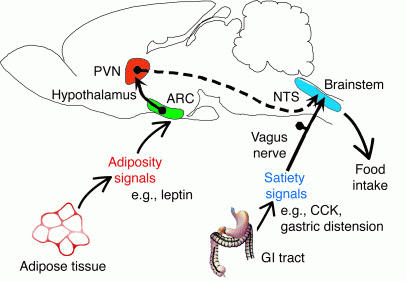 PVN
Hypothalamus
ARC
NTS
Brainstem
Vagus
nerve
Adiposity
signals
e.g., leptin
Satiety
signals
e.g., CCK,
gastric distension
Food
intake
Adipose tissue
GI tract